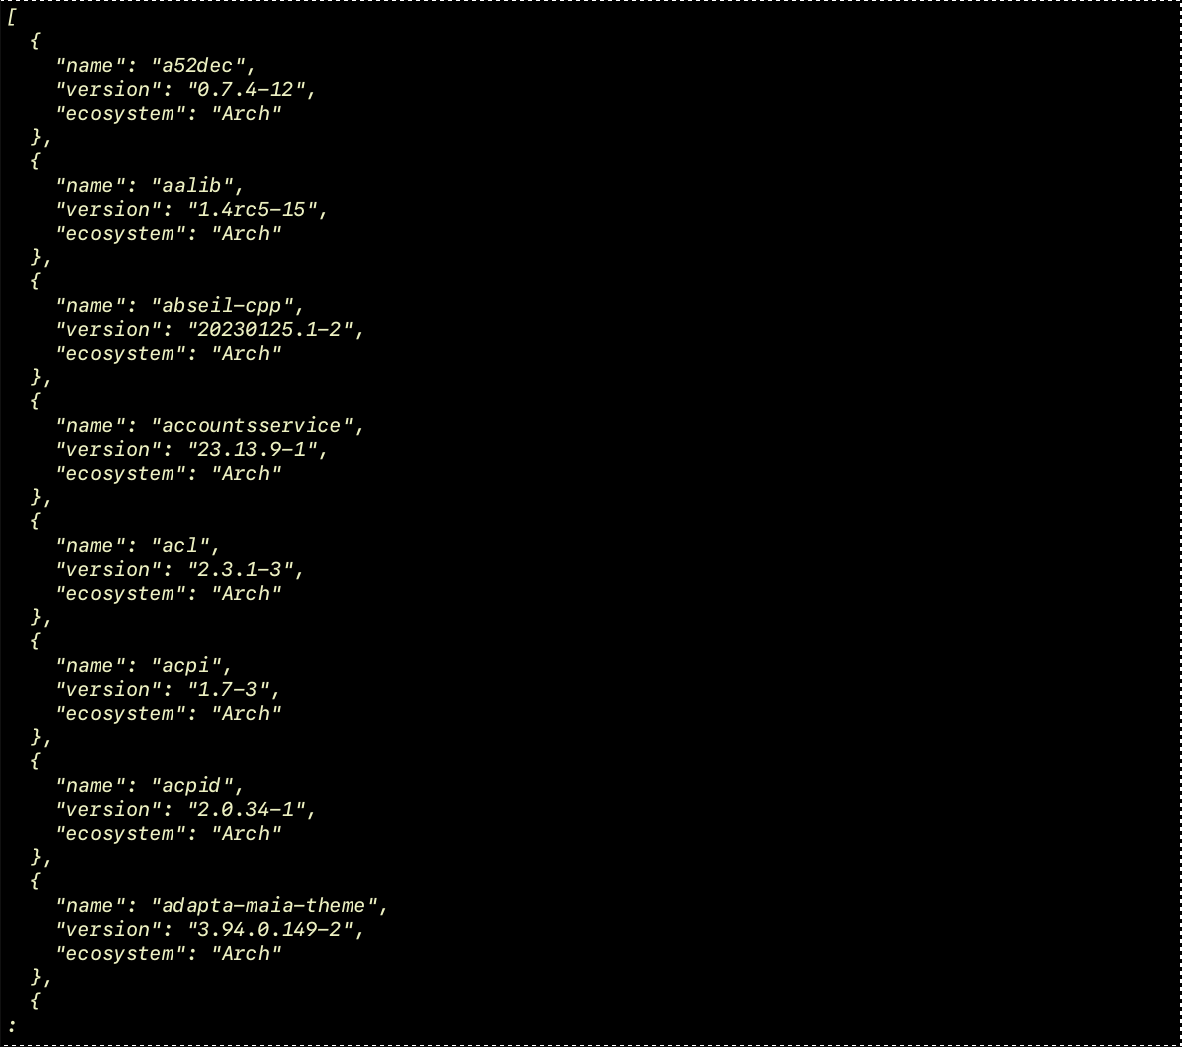 [
  {
    "name": "a52dec",
    "version": "0.7.4-12",
    "ecosystem": "Arch"
  },
  {
    "name": "aalib",
    "version": "1.4rc5-15",
    "ecosystem": "Arch"
  },
  {
    "name": "abseil-cpp",
    "version": "20230125.1-2",
    "ecosystem": "Arch"
  },
  {
    "name": "accountsservice",
    "version": "23.13.9-1",
    "ecosystem": "Arch"
  },
  {
    "name": "acl",
    "version": "2.3.1-3",
    "ecosystem": "Arch"
  },
  {
    "name": "acpi",
    "version": "1.7-3",
    "ecosystem": "Arch"
  },
  {
    "name": "acpid",
    "version": "2.0.34-1",
    "ecosystem": "Arch"
  },
  {
    "name": "adapta-maia-theme",
    "version": "3.94.0.149-2",
    "ecosystem": "Arch"
  },
  {
: